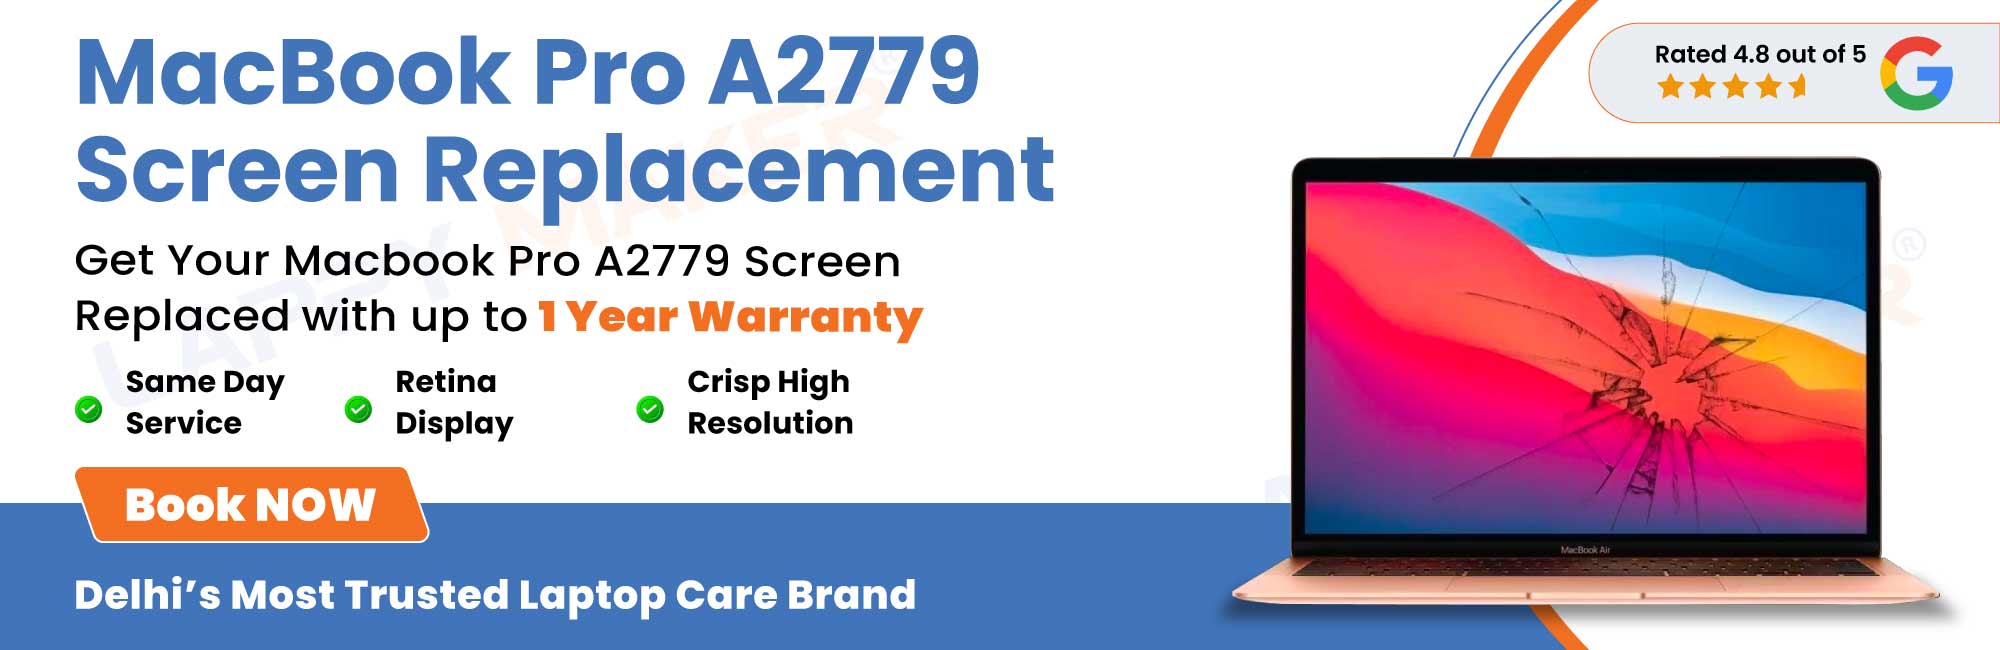 MacBook Pro A2779
Screen Replacement
Get Your Macbook Pro A2779 Screen
Replaced with up to 1 Year Warranty
Same Day
Service
Retina
Display
Crisp High
Resolution
Book NOW
Delhi’s Most Trusted Laptop Care Brand
Rated 4.8 out of 5
G
MacBook Air
LAPPY MAKER®
®